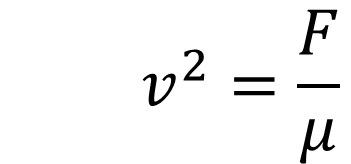 v² = F/μ